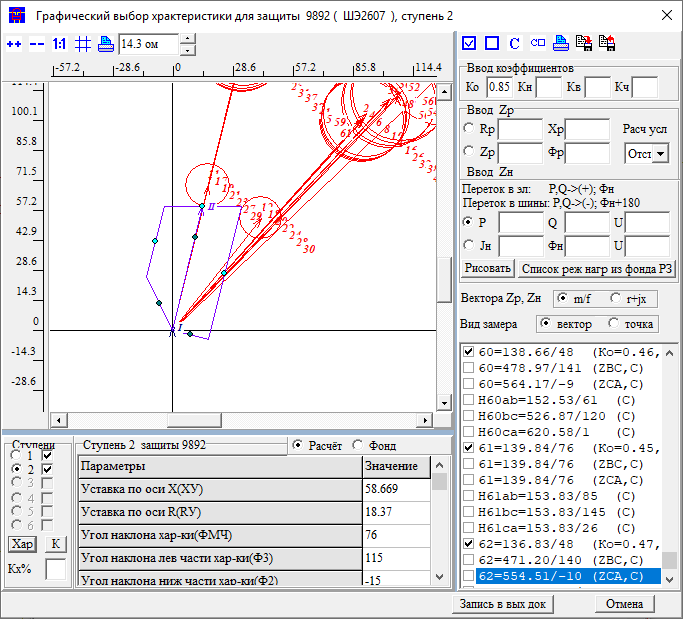 Графический выбор храктеристики для защиты 9892 ( ШЭ2607 ), ступень 2
1:1
14.3 ом
C
-57.2 -28.6 0 28.6 57.2 85.8 114.4
100.1
85.8
71.5
57.2
42.9
28.6
14.3
0
-14.3
-28.6
II
I
30
Ввод коэффициентов
Ко 0.85 Кн Кв Кч
Ввод Zр
Rр Xр Расч усл
Zр Фр Отст
Ввод Zн
Переток в эл: P,Q->(+); Фн
Переток в шины: P,Q->(-); Фн+180
P Q U
Jн Фн U
Рисовать Список реж нагр из фонда РЗ
Вектора Zр, Zн m/f r+jx
Вид замера вектор точка
60=138.66/48 (Ко=0.46,
60=478.97/141 (ZBC,C)
60=564.17/-9 (ZCA,C)
Н60ab=152.53/61 (C)
Н60bc=526.87/120 (C)
Н60ca=620.58/1 (C)
61=139.84/76 (Ко=0.45,
61=139.84/76 (ZBC,C)
61=139.84/76 (ZCA,C)
Н61ab=153.83/85 (C)
Н61bc=153.83/145 (C)
Н61ca=153.83/26 (C)
62=136.83/48 (Ко=0.47,
62=471.20/140 (ZBC,C)
62=554.51/-10 (ZCA,C)
Ступени
1
2
3
4
5
6
Хар К
Кх%
Ступень 2 защиты 9892 Расчёт Фонд
Параметры Значение
Уставка по оси X(XУ) 58.669
Уставка по оси R(RУ) 18.37
Угол наклона хар-ки(ФМЧ) 76
Угол наклона лев части хар-ки(Ф3) 115
Угол наклона ниж части хар-ки(Ф2) -15
Запись в вых док Отмена